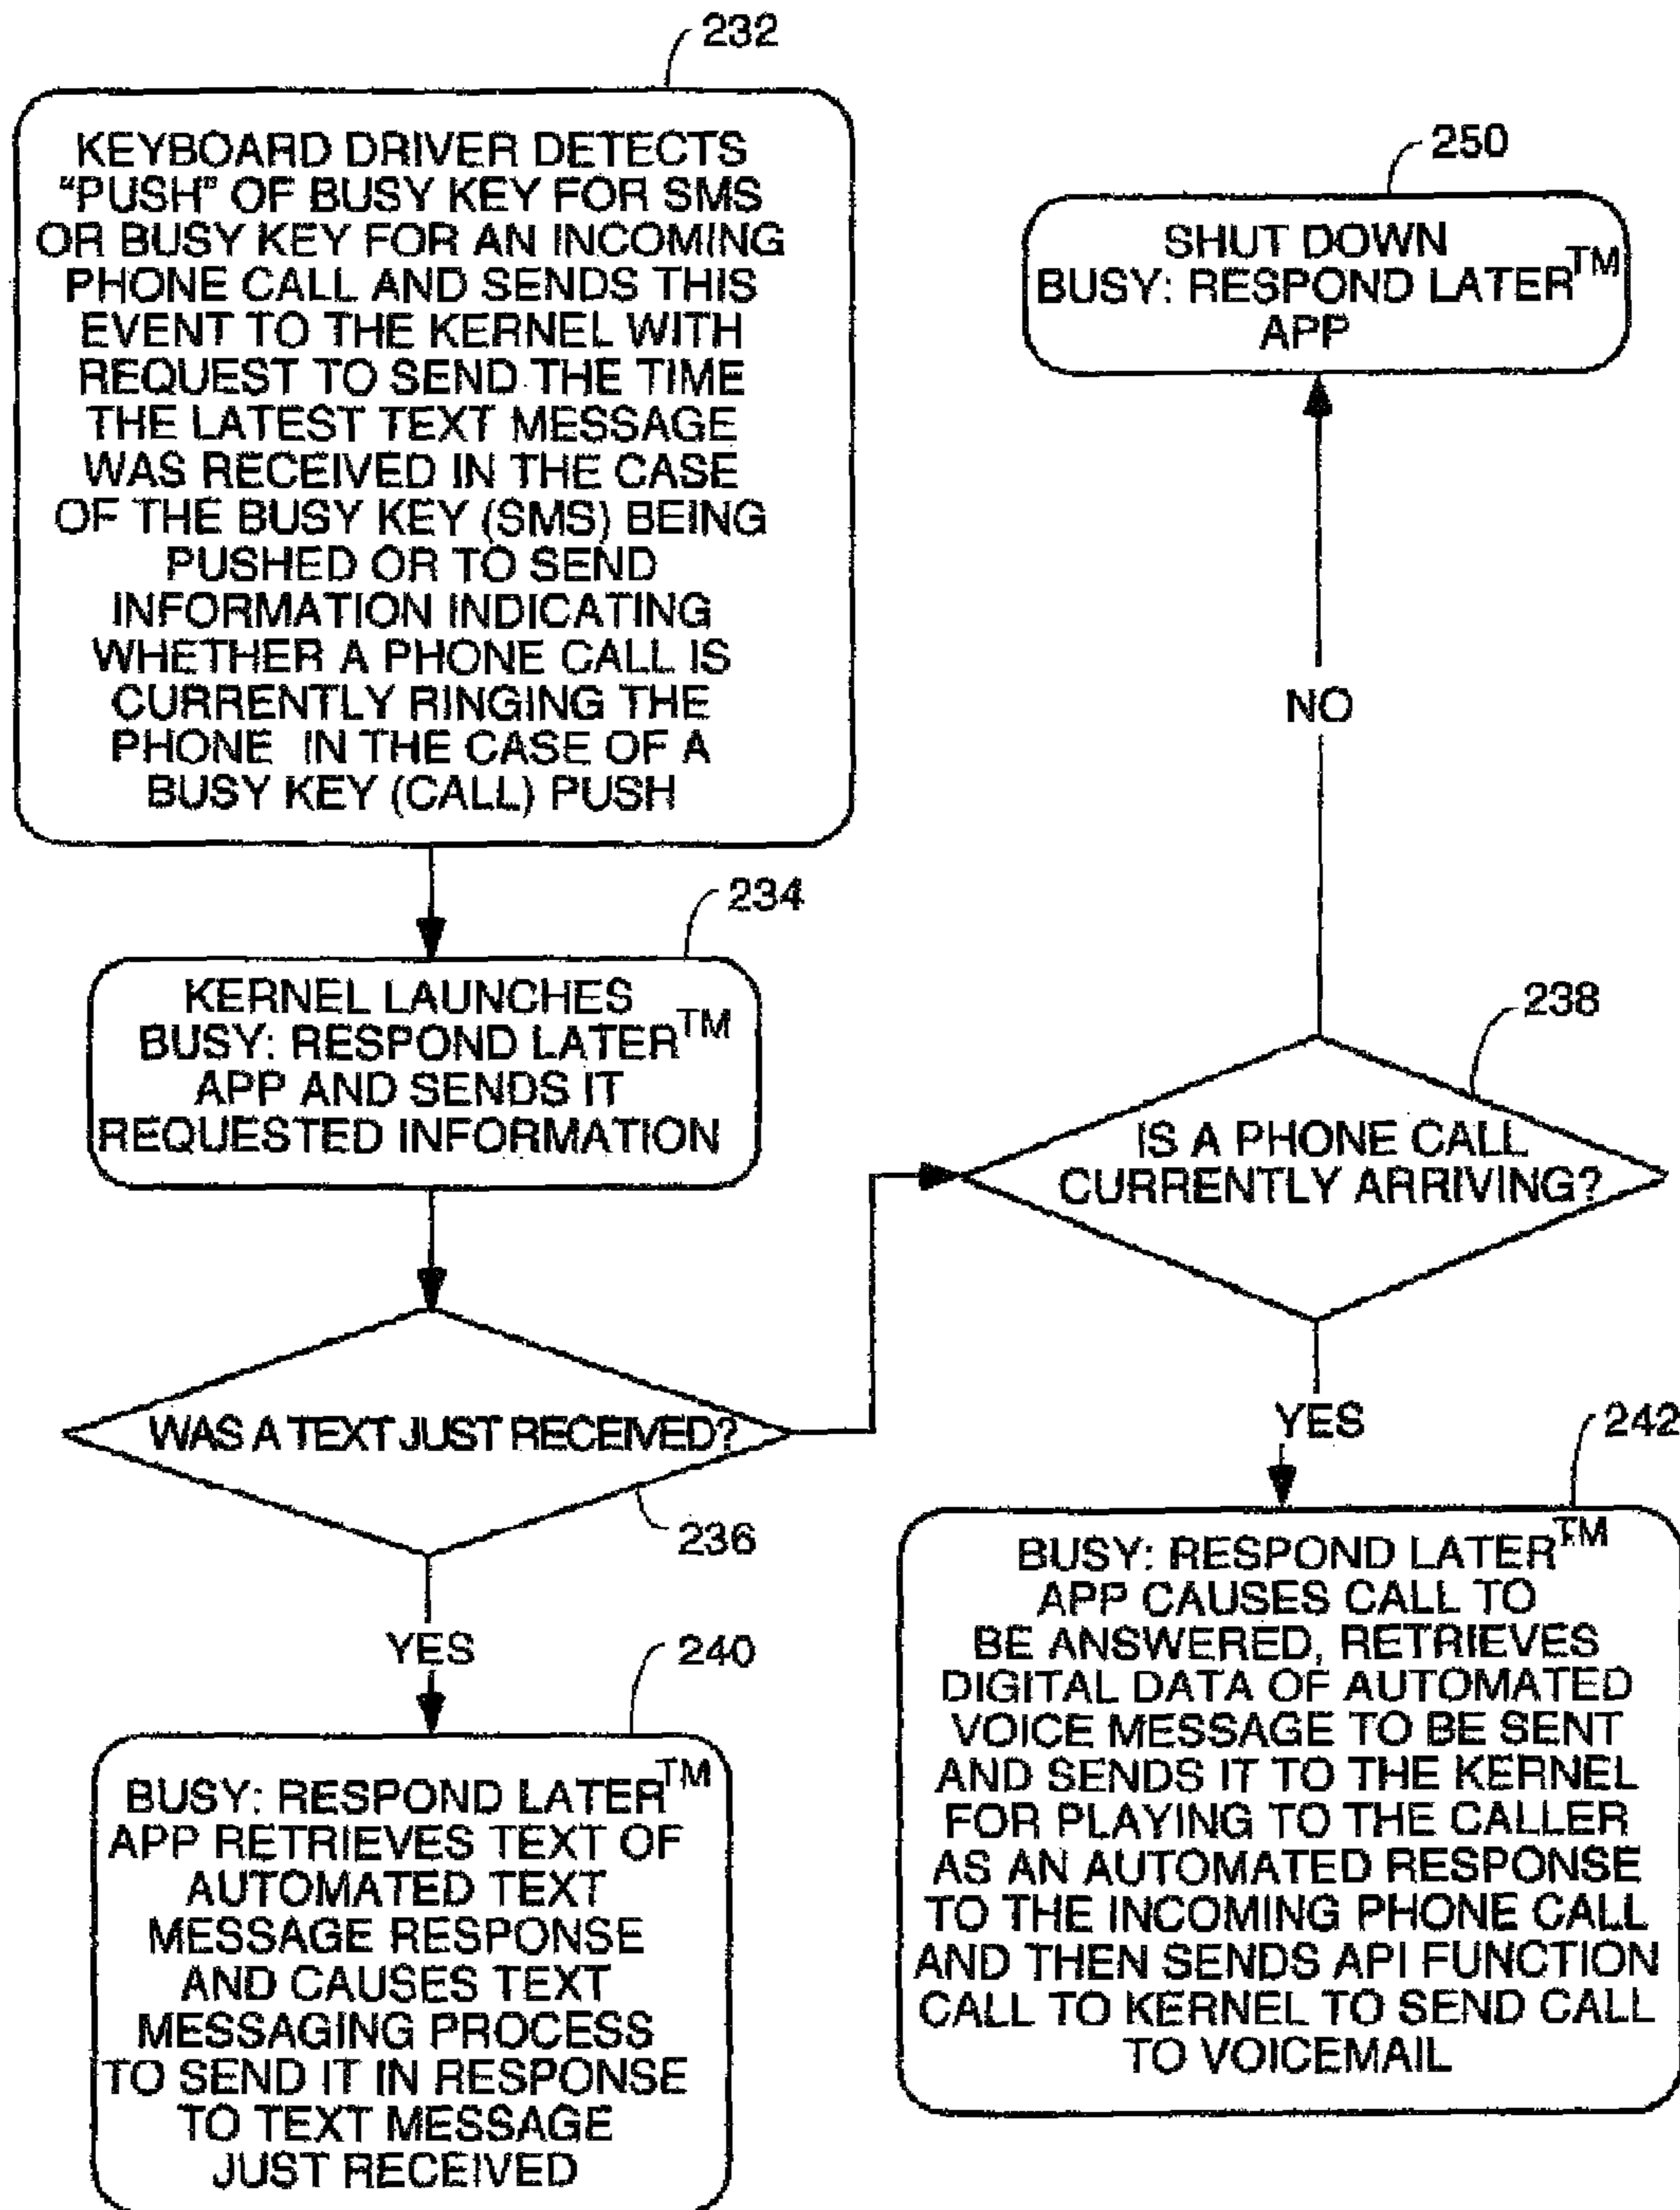 232
KEYBOARD DRIVER DETECTS
"PUSH" OF BUSY KEY FOR SMS
OR BUSY KEY FOR AN INCOMING
PHONE CALL AND SENDS THIS
EVENT TO THE KERNEL WITH
REQUEST TO SEND THE TIME
THE LATEST TEXT MESSAGE
WAS RECEIVED IN THE CASE
OF THE BUSY KEY (SMS) BEING
PUSHED OR TO SEND
INFORMATION INDICATING
WHETHER A PHONE CALL IS
CURRENTLY RINGING THE
PHONE IN THE CASE OF A
BUSY KEY (CALL) PUSH
234
KERNEL LAUNCHES
BUSY: RESPOND LATER™
APP AND SENDS IT
REQUESTED INFORMATION
WAS A TEXT JUST RECEIVED?
236
YES
240
BUSY: RESPOND LATER™
APP RETRIEVES TEXT OF
AUTOMATED TEXT
MESSAGE RESPONSE
AND CAUSES TEXT
MESSAGING PROCESS
TO SEND IT IN RESPONSE
TO TEXT MESSAGE
JUST RECEIVED
250
SHUT DOWN
BUSY: RESPOND LATER™
APP
NO
238
IS A PHONE CALL
CURRENTLY ARRIVING?
YES
242
BUSY: RESPOND LATER™
APP CAUSES CALL TO
BE ANSWERED, RETRIEVES
DIGITAL DATA OF AUTOMATED
VOICE MESSAGE TO BE SENT
AND SENDS IT TO THE KERNEL
FOR PLAYING TO THE CALLER
AS AN AUTOMATED RESPONSE
TO THE INCOMING PHONE CALL
AND THEN SENDS API FUNCTION
CALL TO KERNEL TO SEND CALL
TO VOICEMAIL